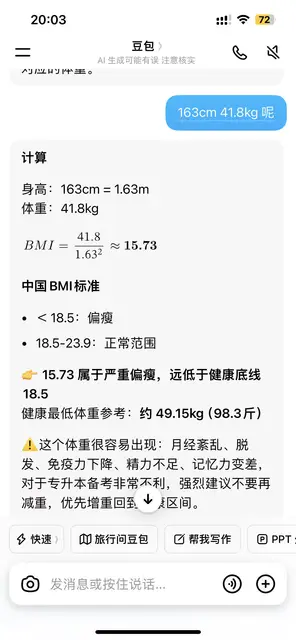 20:03
72
豆包 〉
AI 生成可能有误 注意核实
对应的体重。
163cm 41.8kg 呢
计算
身高：163cm = 1.63m
体重：41.8kg
BMI = 41.8 / 1.63² ≈ 15.73
中国 BMI 标准
• ＜18.5：偏瘦
• 18.5-23.9：正常范围
👉 15.73 属于严重偏瘦，远低于健康底线
18.5
健康最低体重参考：约 49.15kg（98.3 斤）
⚠️这个体重很容易出现：月经紊乱、脱
发、免疫力下降、精力不足、记忆力变差，
对于专升本备考非常不利，强烈建议不要再
减重，优先增重回到健康区间。
快速 〉
旅行问豆包
帮我写作
PPT
发消息或按住说话...